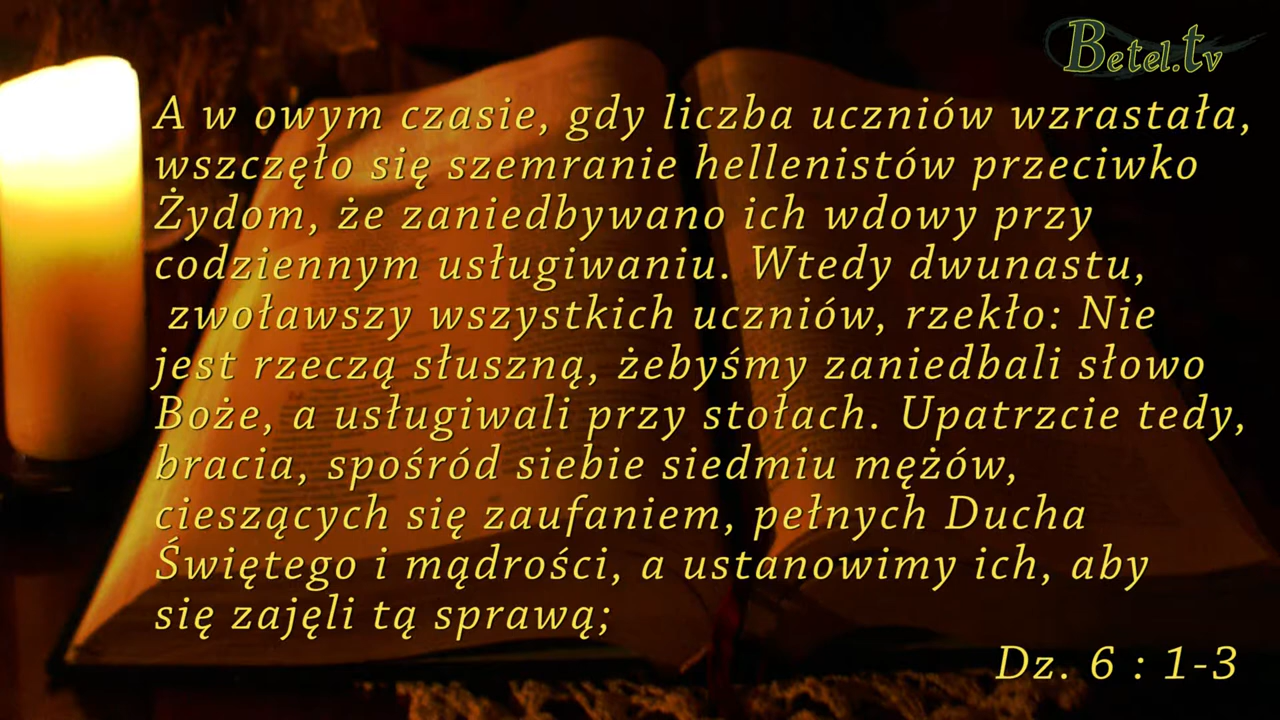 Betel.tv
A w owym czasie, gdy liczba uczniów wzrastała,
wszczęło się szemranie hellenistów przeciwko
Żydom, że zaniedbywano ich wdowy przy
codziennym usługiwaniu. Wtedy dwunastu,
zwoławszy wszystkich uczniów, rzekło: Nie
jest rzeczą słuszną, żebyśmy zaniedbali słowo
Boże, a usługiwali przy stołach. Upatrzcie tedy,
bracia, spośród siebie siedmiu mężów,
cieszących się zaufaniem, pełnych Ducha
Świętego i mądrości, a ustanowimy ich, aby
się zajęli tą sprawą;
Dz. 6 : 1-3